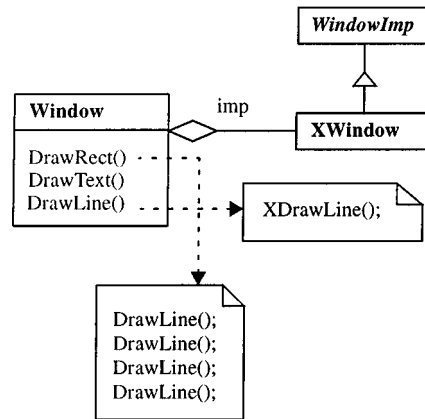 WindowImp
imp
Window
XWindow
DrawRect()
DrawText()
DrawLine()
XDrawLine();
DrawLine();
DrawLine();
DrawLine();
DrawLine();